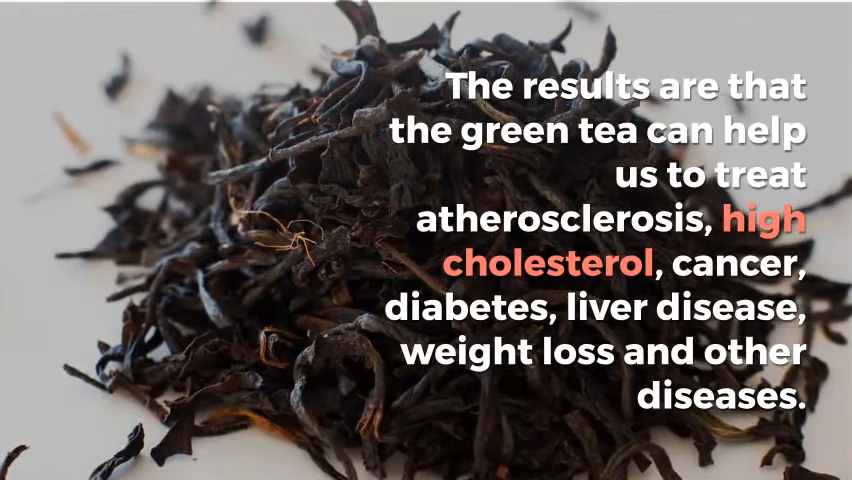 The results are that
the green tea can help
us to treat
atherosclerosis, high
cholesterol, cancer,
diabetes, liver disease,
weight loss and other
diseases.